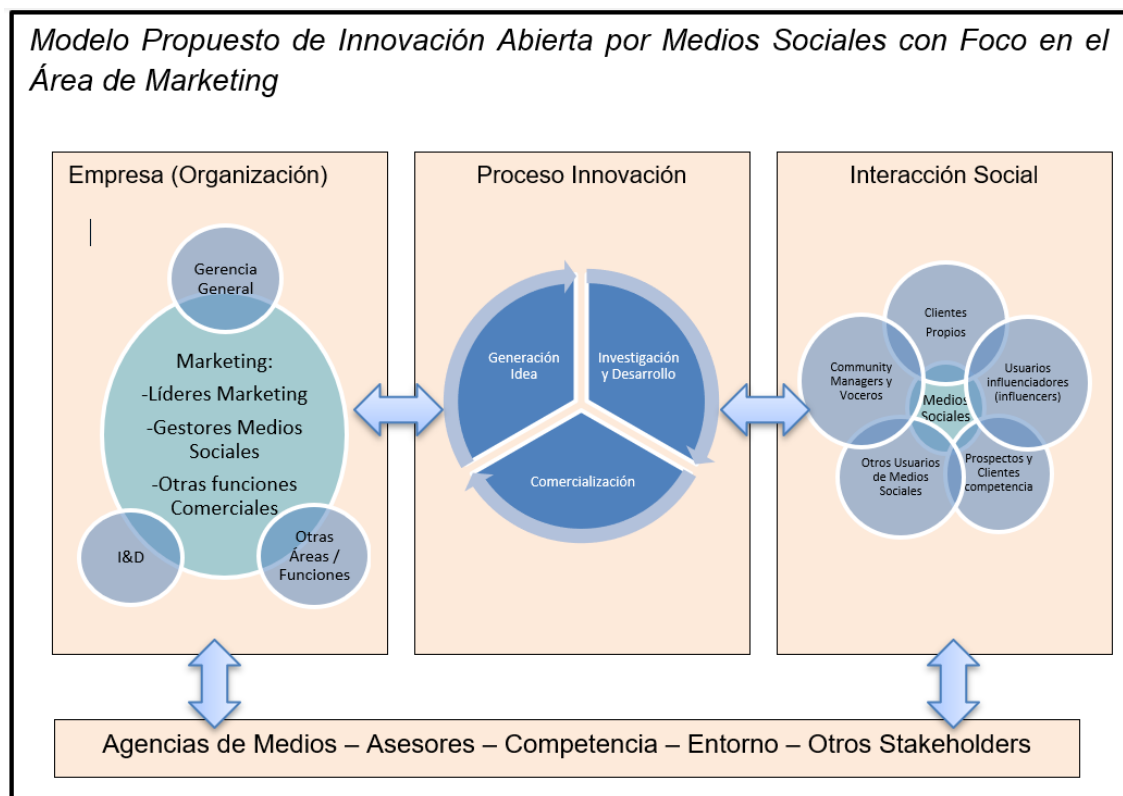 Modelo Propuesto de Innovación Abierta por Medios Sociales con Foco en el
Área de Marketing
Empresa (Organización)
Gerencia
General
Marketing:
-Líderes Marketing
-Gestores Medios
Sociales
-Otras funciones
Comerciales
I&D
Otras
Áreas /
Funciones
Proceso Innovación
Generación
Idea
Investigación
y Desarrollo
Comercialización
Interacción Social
Clientes
Propios
Community
Managers y
Voceros
Usuarios
influenciadores
(influencers)
Medios
Sociales
Otros Usuarios
de Medios
Sociales
Prospectos y
Clientes
competencia
Agencias de Medios – Asesores – Competencia – Entorno – Otros Stakeholders